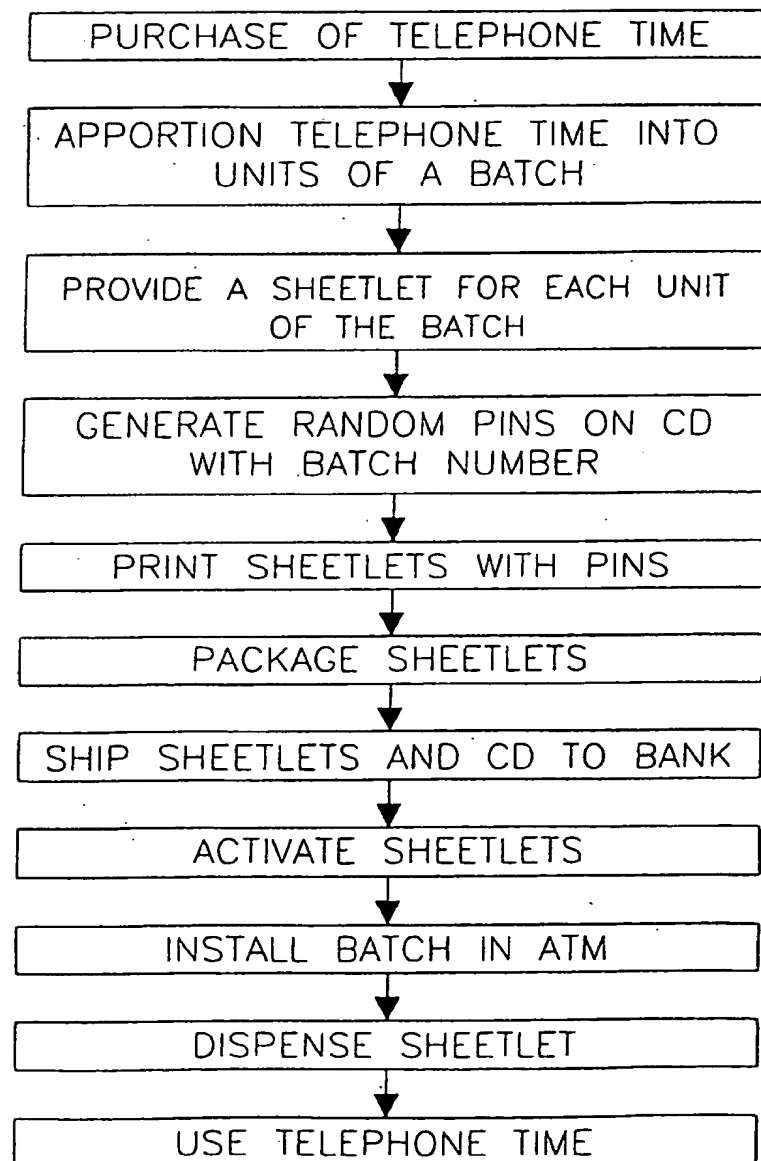 PURCHASE OF TELEPHONE TIME
APPORTION TELEPHONE TIME INTO
UNITS OF A BATCH
PROVIDE A SHEETLET FOR EACH UNIT
OF THE BATCH
GENERATE RANDOM PINS ON CD
WITH BATCH NUMBER
PRINT SHEETLETS WITH PINS
PACKAGE SHEETLETS
SHIP SHEETLETS AND CD TO BANK
ACTIVATE SHEETLETS
INSTALL BATCH IN ATM
DISPENSE SHEETLET
USE TELEPHONE TIME